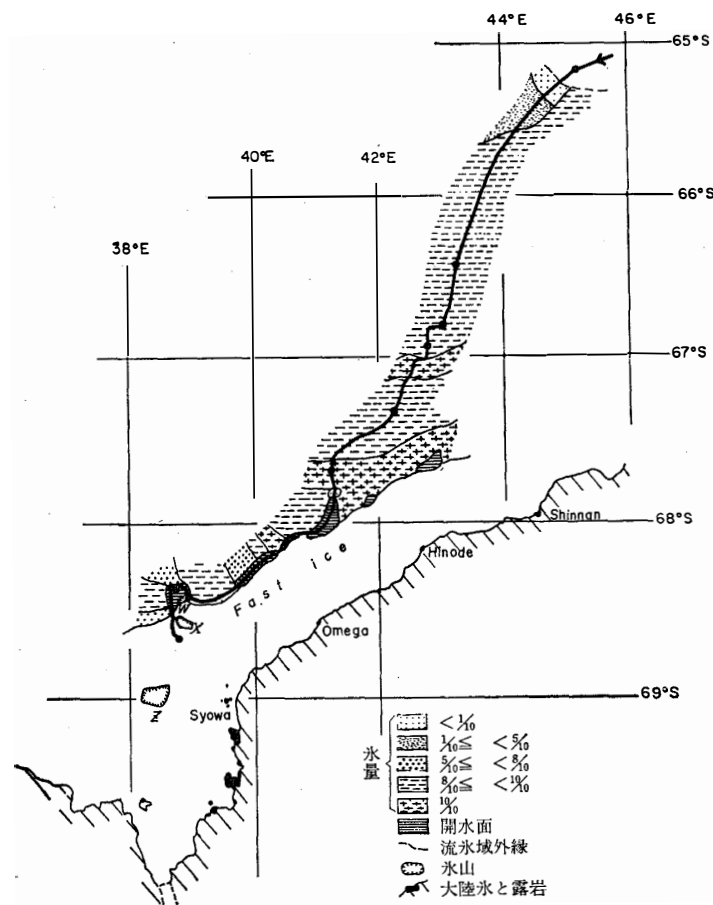 44°E 46°E
65°S
40°E 42°E
66°S
38°E
67°S
Shinnan
68°S
Hinode
Fast ice
Omega
X
69°S
Syowa
Y
< 1/10
1/10≦ < 5/10
5/10≦ < 8/10
氷量
8/10≦ < 10/10
10/10
開水面
流氷域外縁
氷山
大陸氷と露岩